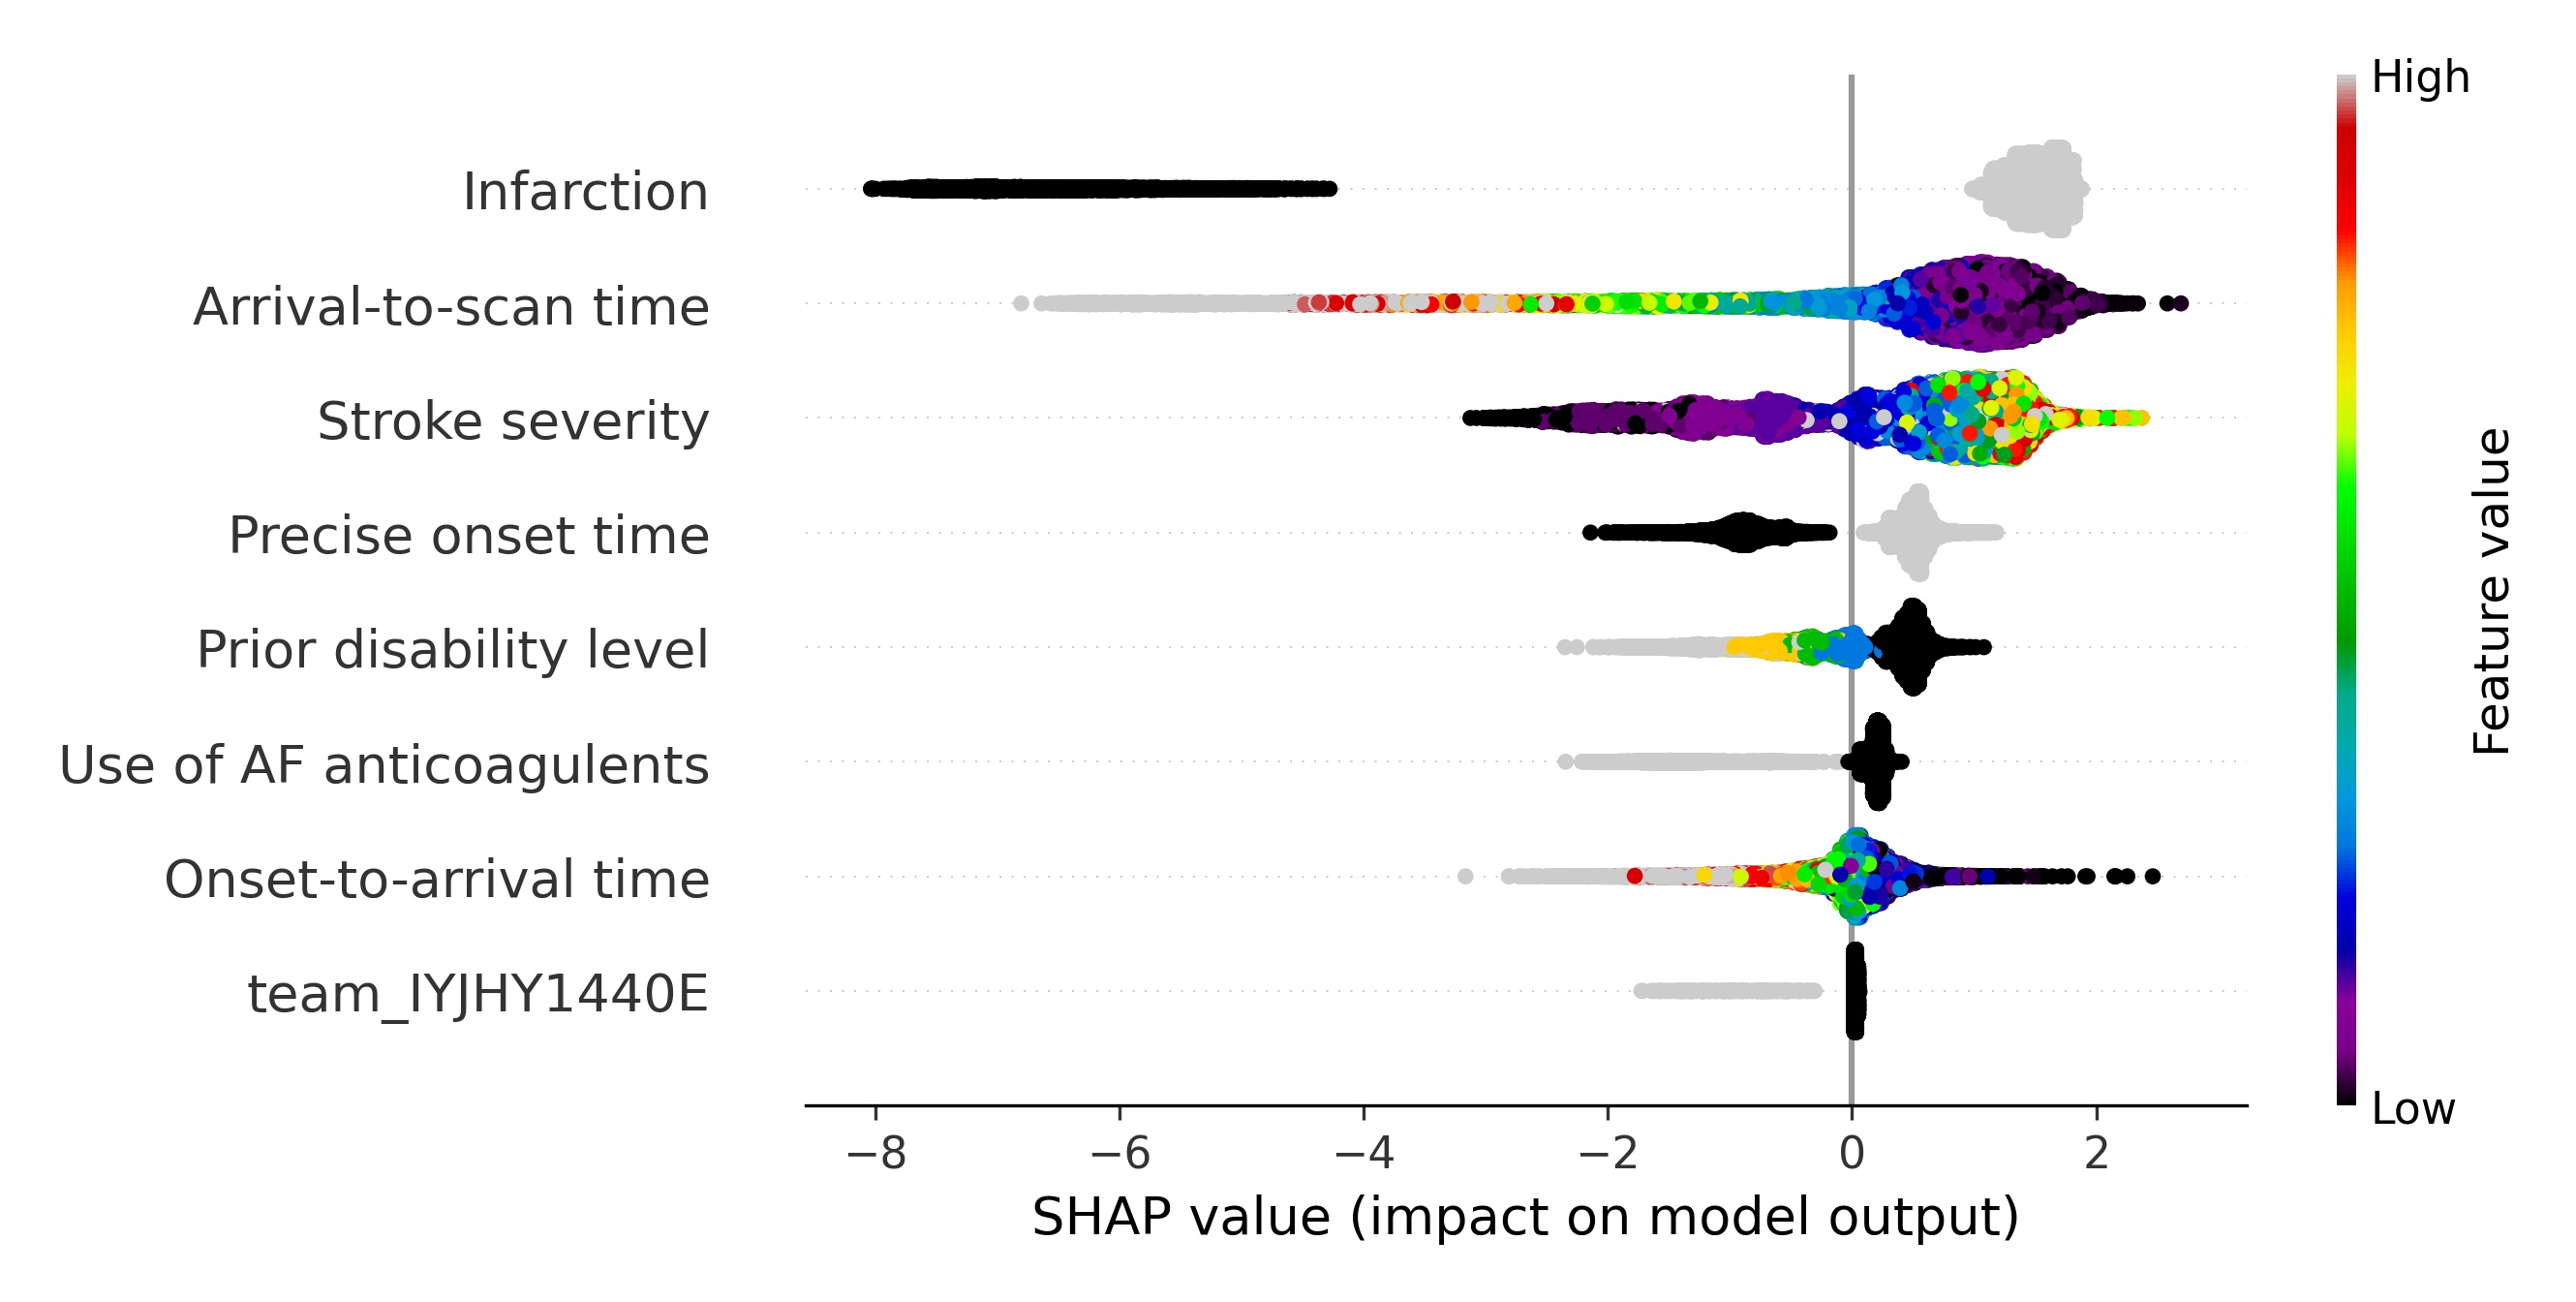 High
Infarction
Arrival-to-scan time
Stroke severity
Precise onset time
Prior disability level
Use of AF anticoagulents
Onset-to-arrival time
team_IYJHY1440E
Feature value
Low
−8 −6 −4 −2 0 2
SHAP value (impact on model output)